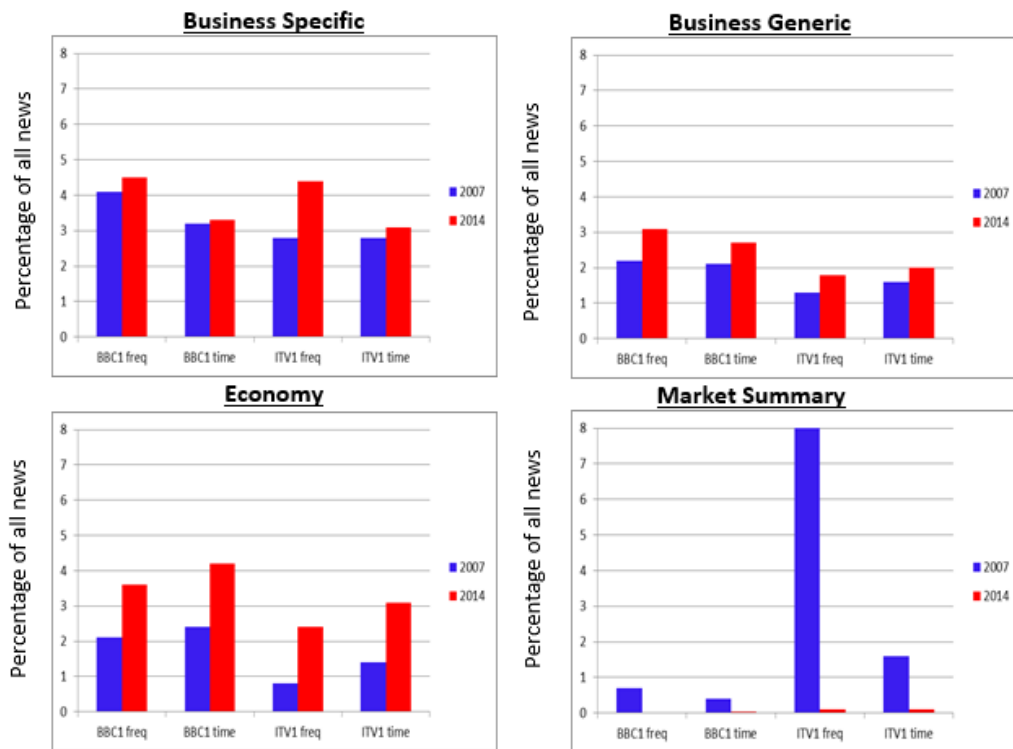 Business Specific
Percentage of all news
8
7
6
5
4
3
2
1
0
BBC1 freq
BBC1 time
ITV1 freq
ITV1 time
2007
2014
Business Generic
Percentage of all news
8
7
6
5
4
3
2
1
0
BBC1 freq
BBC1 time
ITV1 freq
ITV1 time
2007
2014
Economy
Percentage of all news
8
7
6
5
4
3
2
1
0
BBC1 freq
BBC1 time
ITV1 freq
ITV1 time
2007
2014
Market Summary
Percentage of all news
8
7
6
5
4
3
2
1
0
BBC1 freq
BBC1 time
ITV1 freq
ITV1 time
2007
2014